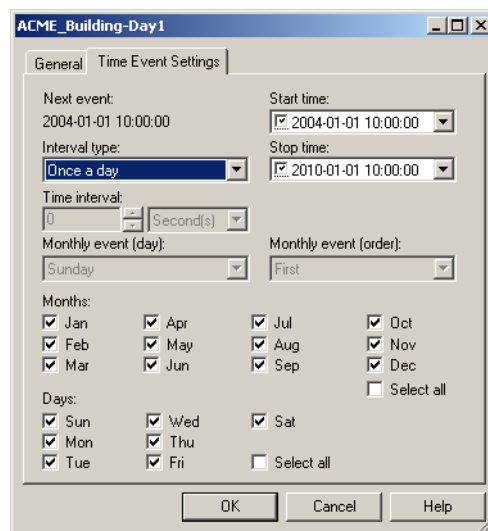 ACME_Building-Day1
General Time Event Settings
Next event: Start time:
2004-01-01 10:00:00 2004-01-01 10:00:00
Interval type: Stop time:
Once a day 2010-01-01 10:00:00
Time interval:
0 Second(s)
Monthly event (day): Monthly event (order):
Sunday First
Months:
Jan Apr Jul Oct
Feb May Aug Nov
Mar Jun Sep Dec
Select all
Days:
Sun Wed Sat
Mon Thu
Tue Fri Select all
OK Cancel Help